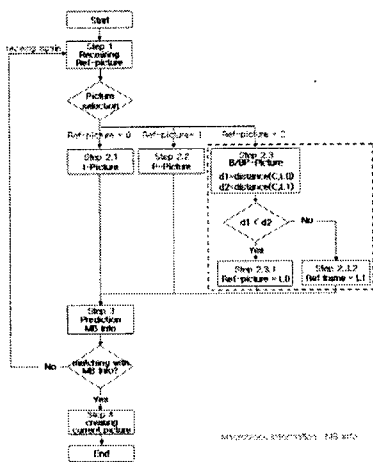 Start
Step 1
Receiving
Ref-picture
Picture
selection
Ref-picture = 0
Ref-picture = 1
Ref-picture = 2
Step 2.1
I-Picture
Step 2.2
P-Picture
Step 2.3
B/BP-Picture
d1=distance(C,L0)
d2=distance(C,L1)
d1 < d2
No
Yes
Step 2.3.1
Ref-picture = L0
Step 2.3.2
Ref frame = L1
Step 3
Prediction
MB Info
matching with
MB Info?
No
Yes
creating
current picture
End
Macroblock Information : MB Info